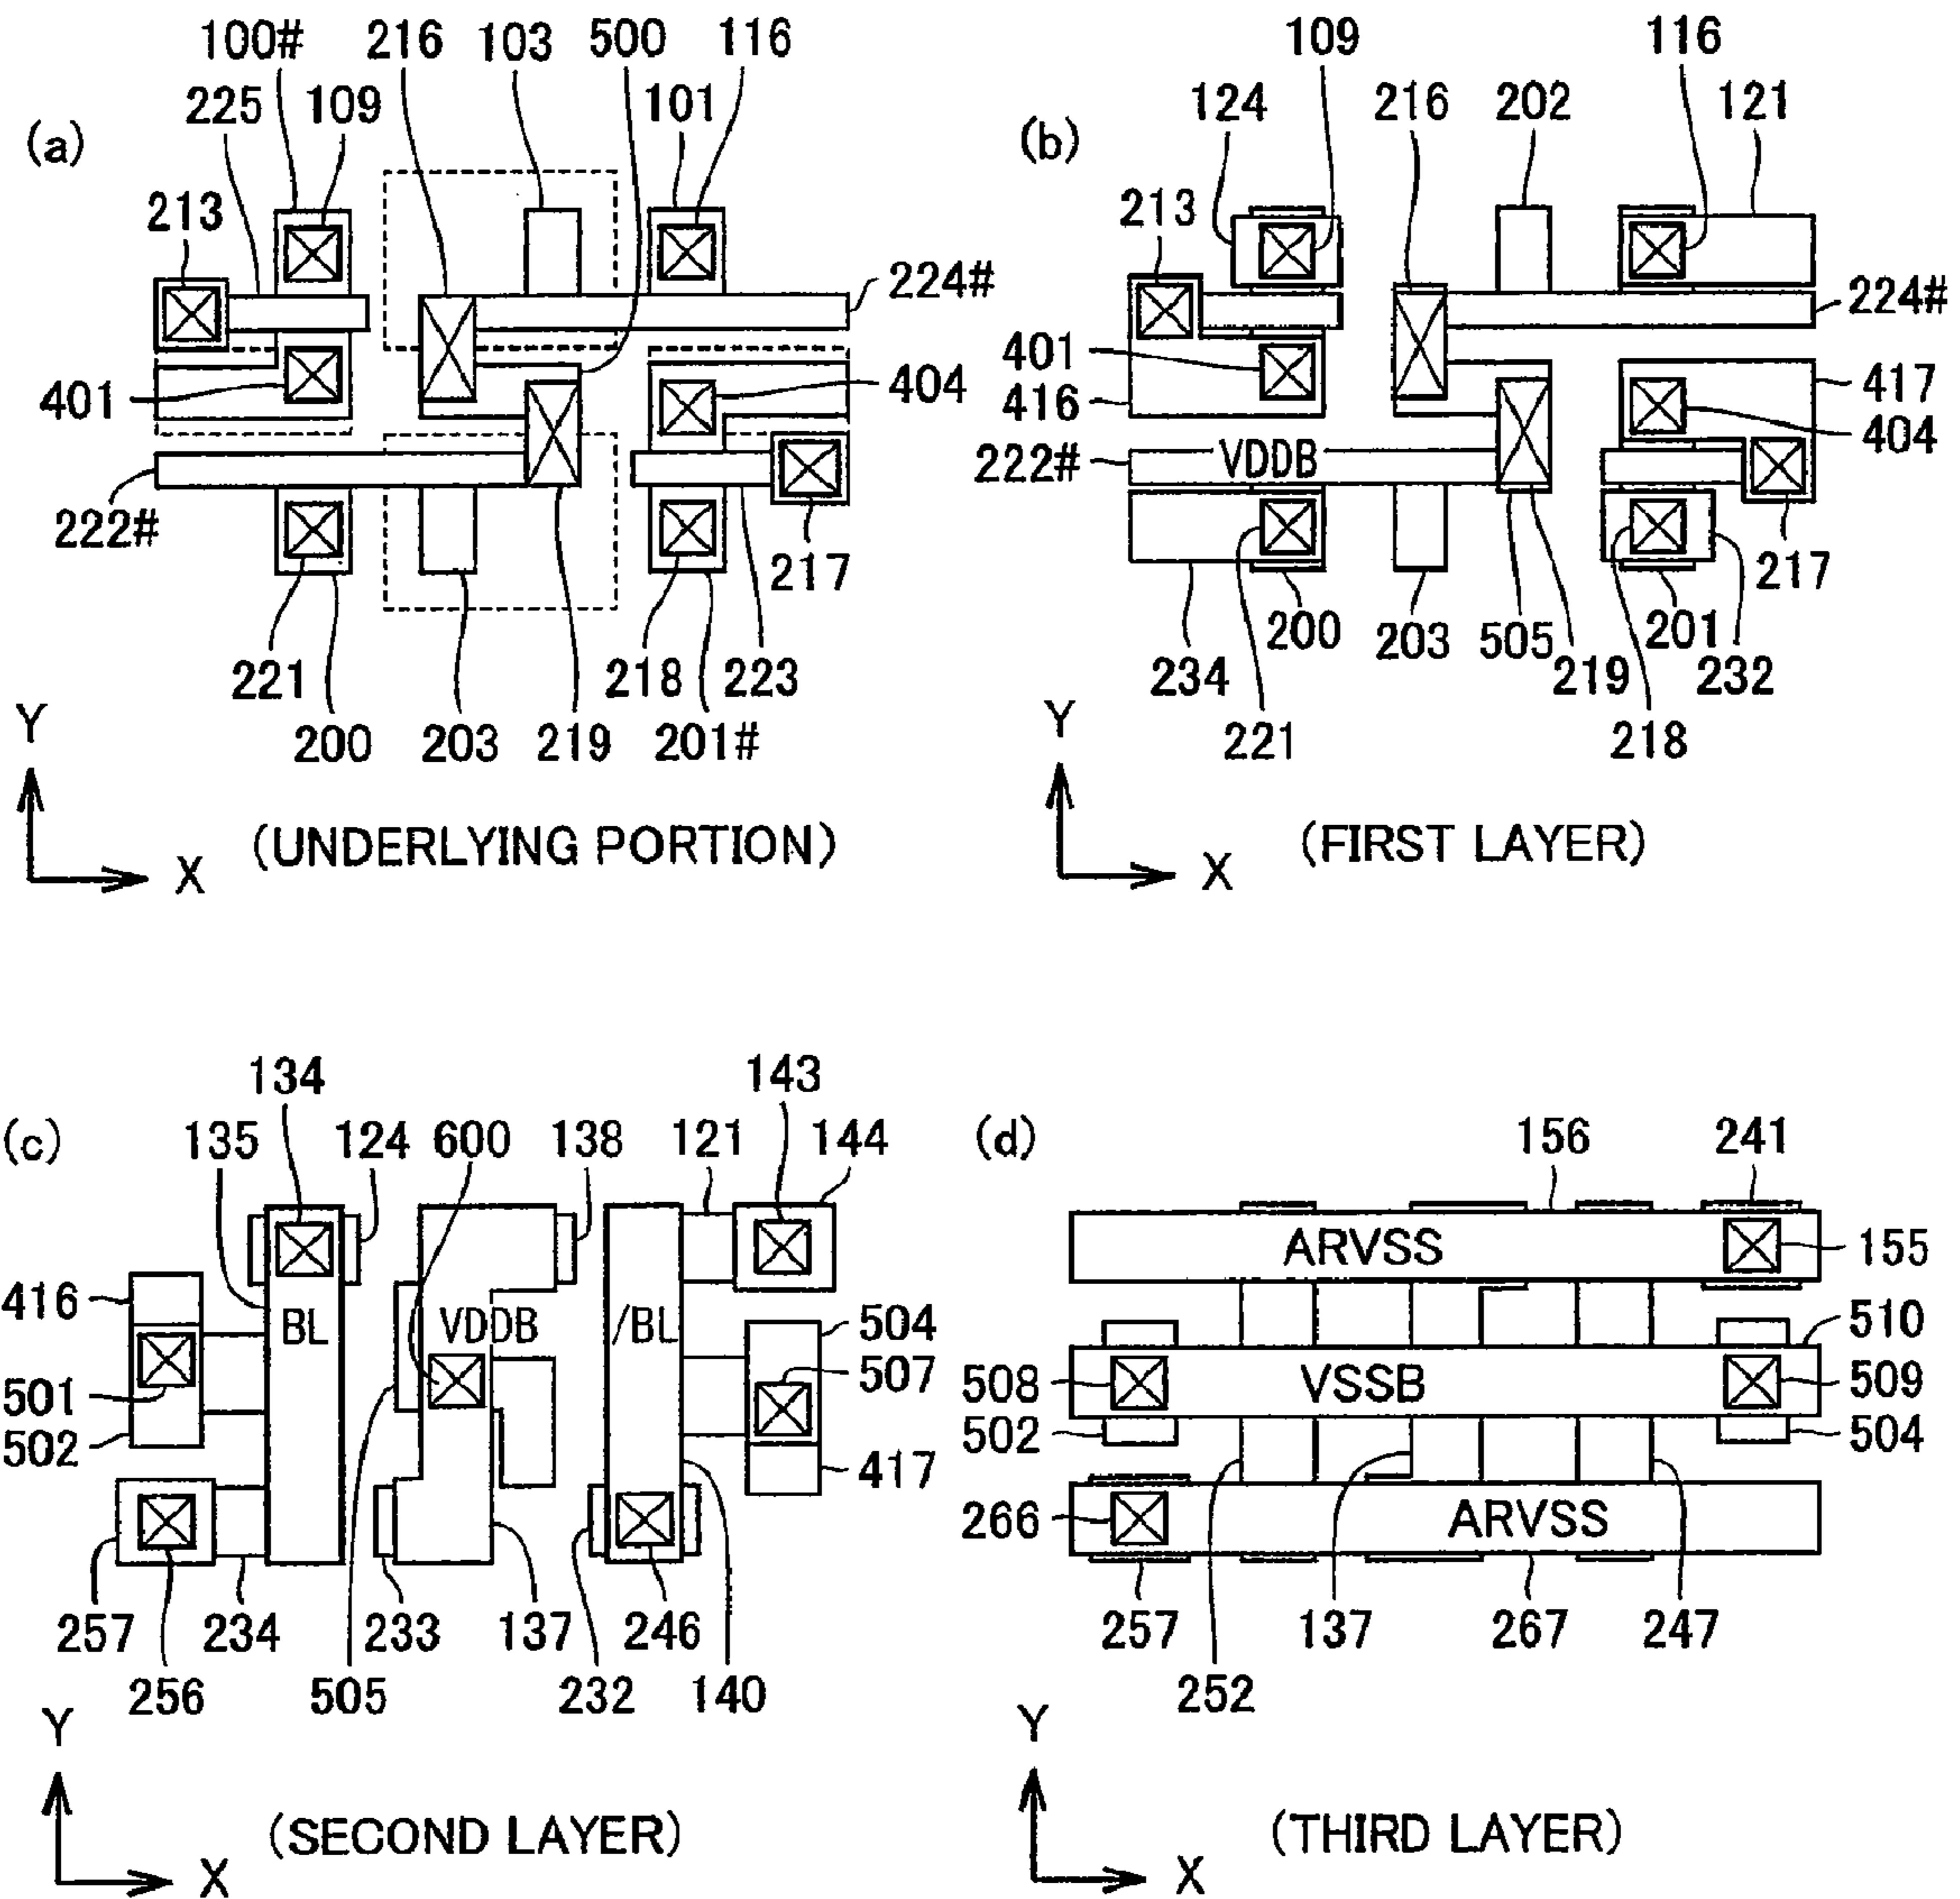 (a)
100# 216 103 500 116
225 109 101
213
224#
401 404
222#
217
221 218 223
200 203 219 201#
Y
X
(UNDERLYING PORTION)
(b)
109 116
124 216 202 121
213
224#
401 417
416 404
222# VDDB
217
200 203 505 201
234 219 232
221 218
Y
X
(FIRST LAYER)
(c)
134 143
135 124 600 138 121 144
416 BL VDDB /BL 504
501 507
502 417
257 234 233 137 246
256 505 232 140
Y
X
(SECOND LAYER)
(d)
156 241
ARVSS 155
510
508 VSSB 509
502 504
266 ARVSS
257 137 267 247
252
Y
X
(THIRD LAYER)